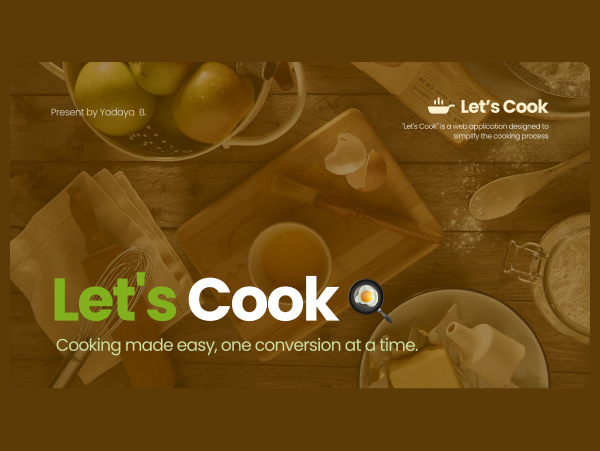 Present by Yadaya B.
Let's Cook
"Let's Cook" is a web application designed to
simplify the cooking process
Let's Cook
Cooking made easy, one conversion at a time.